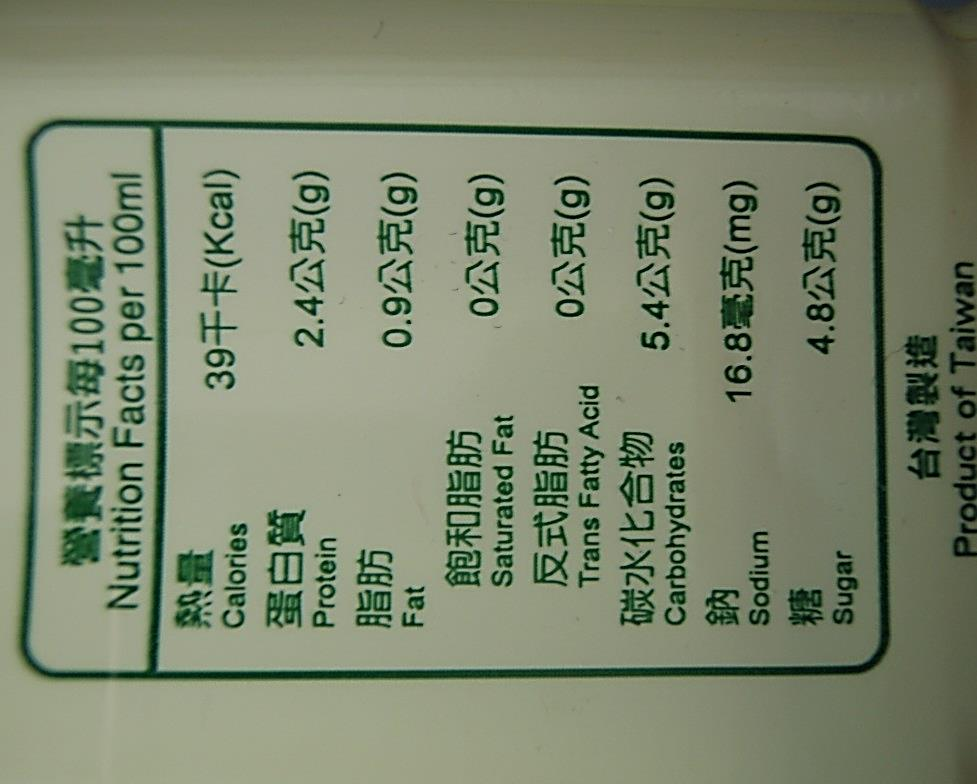 營養標示每100毫升
Nutrition Facts per 100ml
熱量 39千卡(Kcal)
Calories
蛋白質 2.4公克(g)
Protein
脂肪 0.9公克(g)
Fat
飽和脂肪 0公克(g)
Saturated Fat
反式脂肪 0公克(g)
Trans Fatty Acid
碳水化合物 5.4公克(g)
Carbohydrates
鈉 16.8毫克(mg)
Sodium
糖 4.8公克(g)
Sugar
台灣製造
Product of Taiwan